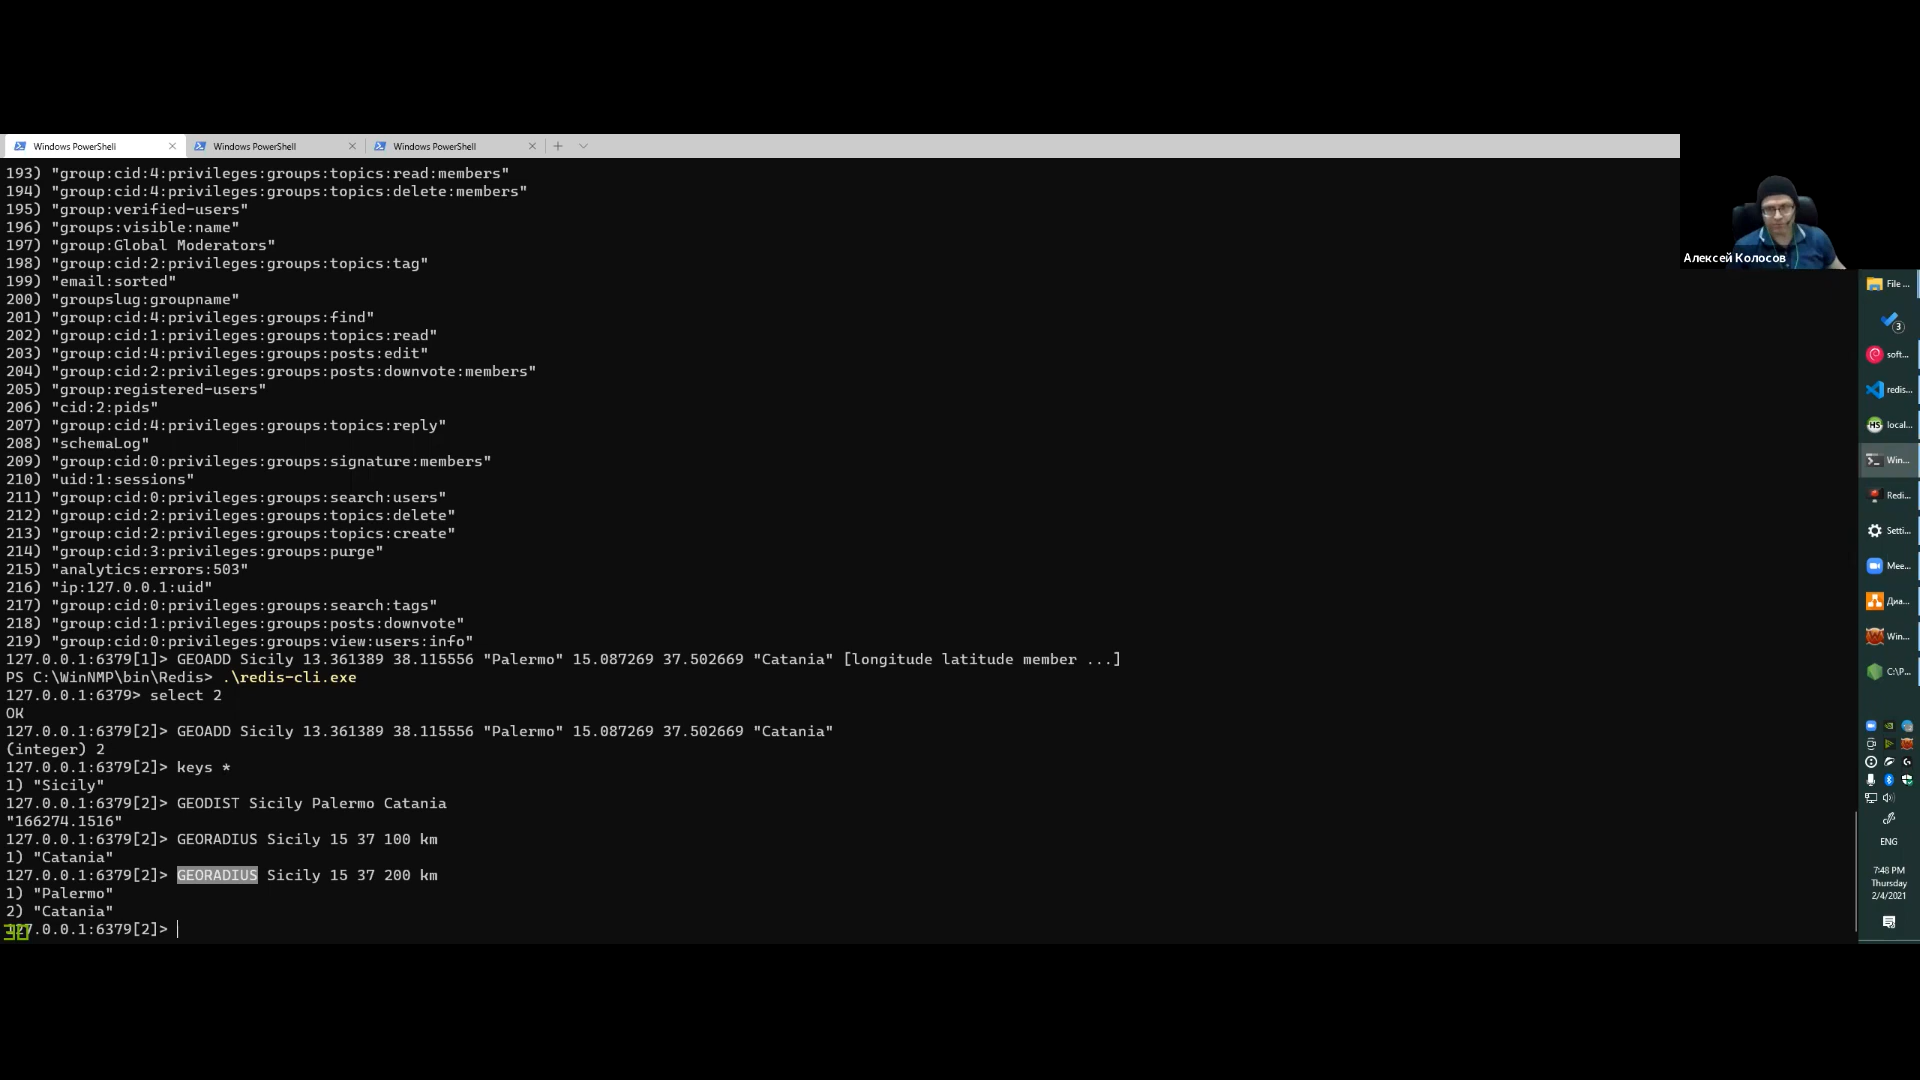 Windows PowerShell
Windows PowerShell
Windows PowerShell
193) "group:cid:4:privileges:groups:topics:read:members"
194) "group:cid:4:privileges:groups:topics:delete:members"
195) "group:verified-users"
196) "groups:visible:name"
197) "group:Global Moderators"
198) "group:cid:2:privileges:groups:topics:tag"
199) "email:sorted"
200) "groupslug:groupname"
201) "group:cid:4:privileges:groups:find"
202) "group:cid:1:privileges:groups:topics:read"
203) "group:cid:4:privileges:groups:posts:edit"
204) "group:cid:2:privileges:groups:posts:downvote:members"
205) "group:registered-users"
206) "cid:2:pids"
207) "group:cid:4:privileges:groups:topics:reply"
208) "schemaLog"
209) "group:cid:0:privileges:groups:signature:members"
210) "uid:1:sessions"
211) "group:cid:0:privileges:groups:search:users"
212) "group:cid:2:privileges:groups:topics:delete"
213) "group:cid:2:privileges:groups:topics:create"
214) "group:cid:3:privileges:groups:purge"
215) "analytics:errors:503"
216) "ip:127.0.0.1:uid"
217) "group:cid:0:privileges:groups:search:tags"
218) "group:cid:1:privileges:groups:posts:downvote"
219) "group:cid:0:privileges:groups:view:users:info"
127.0.0.1:6379[1]> GEOADD Sicily 13.361389 38.115556 "Palermo" 15.087269 37.502669 "Catania" [longitude latitude member ...]
PS C:\WinNMP\bin\Redis> .\redis-cli.exe
127.0.0.1:6379> select 2
OK
127.0.0.1:6379[2]> GEOADD Sicily 13.361389 38.115556 "Palermo" 15.087269 37.502669 "Catania"
(integer) 2
127.0.0.1:6379[2]> keys *
1) "Sicily"
127.0.0.1:6379[2]> GEODIST Sicily Palermo Catania
"166274.1516"
127.0.0.1:6379[2]> GEORADIUS Sicily 15 37 100 km
1) "Catania"
127.0.0.1:6379[2]> GEORADIUS Sicily 15 37 200 km
1) "Palermo"
2) "Catania"
127.0.0.1:6379[2]>
30
Алексей Колосов
File ...
3
soft...
redis...
HS
local...
Win...
Redi...
Setti...
Mee...
Диа...
Win...
C:\P...
ENG
7:48 PM
Thursday
2/4/2021